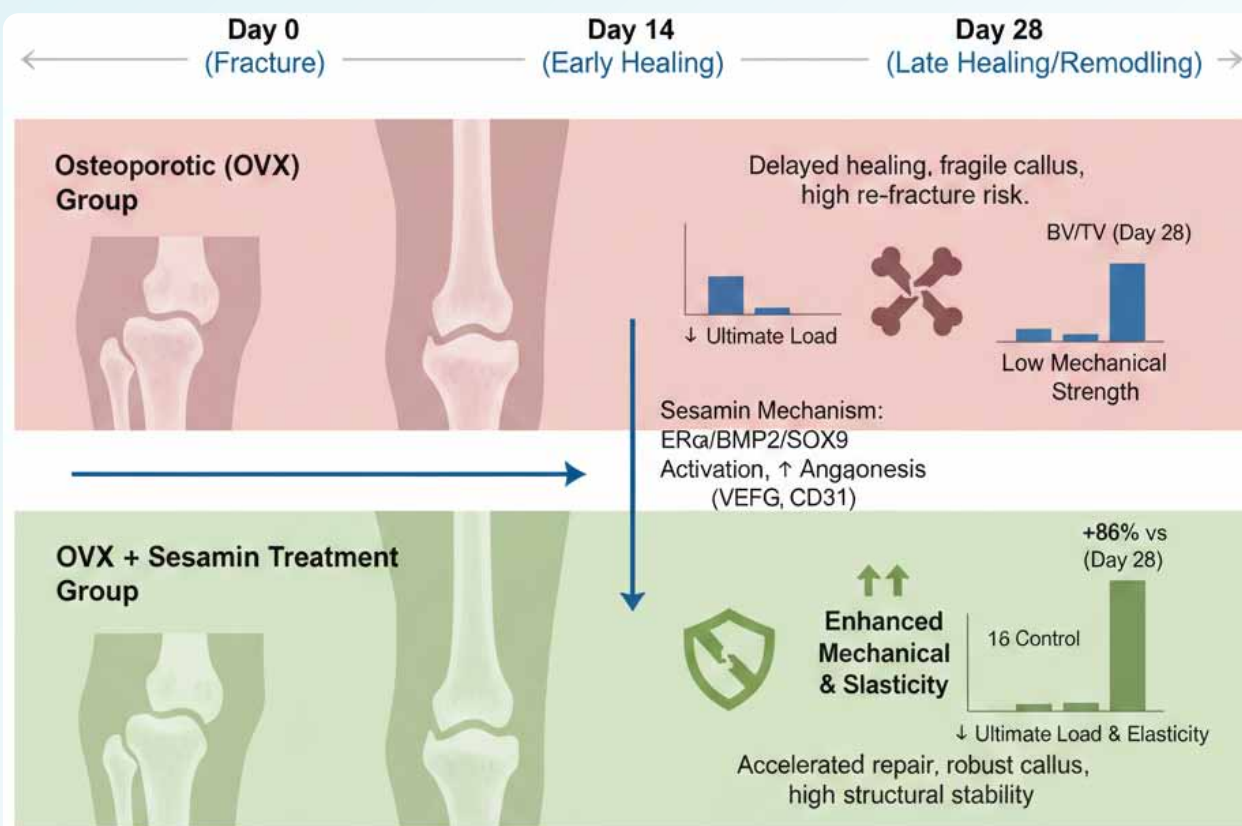 Day 0
(Fracture)
Day 14
(Early Healing)
Day 28
(Late Healing/Remodling)
Osteoporotic (OVX)
Group
Delayed healing, fragile callus,
high re-fracture risk.
↓ Ultimate Load
BV/TV (Day 28)
Low Mechanical
Strength
Sesamin Mechanism:
ERα/BMP2/SOX9
Activation, ↑ Angaonesis
(VEFG, CD31)
OVX + Sesamin Treatment
Group
↑↑
Enhanced
Mechanical
& Slasticity
+86% vs
(Day 28)
16 Control
↓ Ultimate Load & Elasticity
Accelerated repair, robust callus,
high structural stability